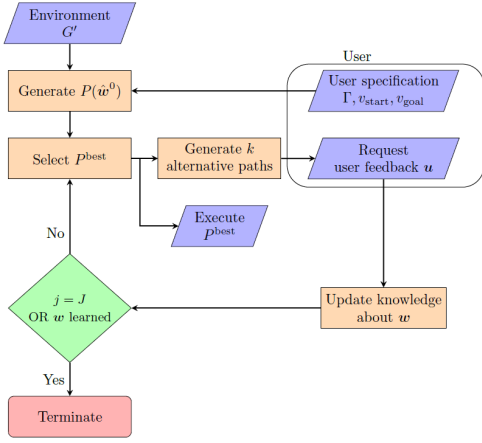 Environment
G′
User
Generate P(ŵ⁰)
User specification
Γ, v_start, v_goal
Select P^best
Generate k
alternative paths
Request
user feedback u
Execute
P^best
No
j = J
OR w learned
Update knowledge
about w
Yes
Terminate